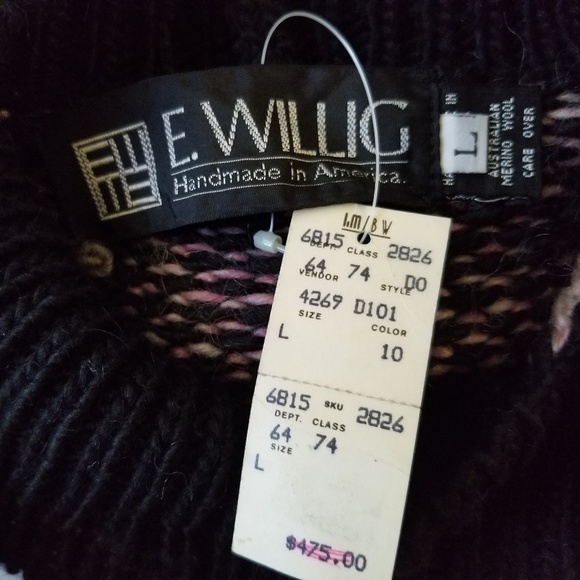 E. WILLIG
Handmade in America.
L
AUSTRALIAN
MERINO WOOL
CARE OVER
I.M/B W
6815 2826
DEPT. CLASS
64 74 D0
VENDOR STYLE
4269 D101
SIZE COLOR
L 10
6815 SKU 2826
DEPT. CLASS
64 74
SIZE
L
$475.00